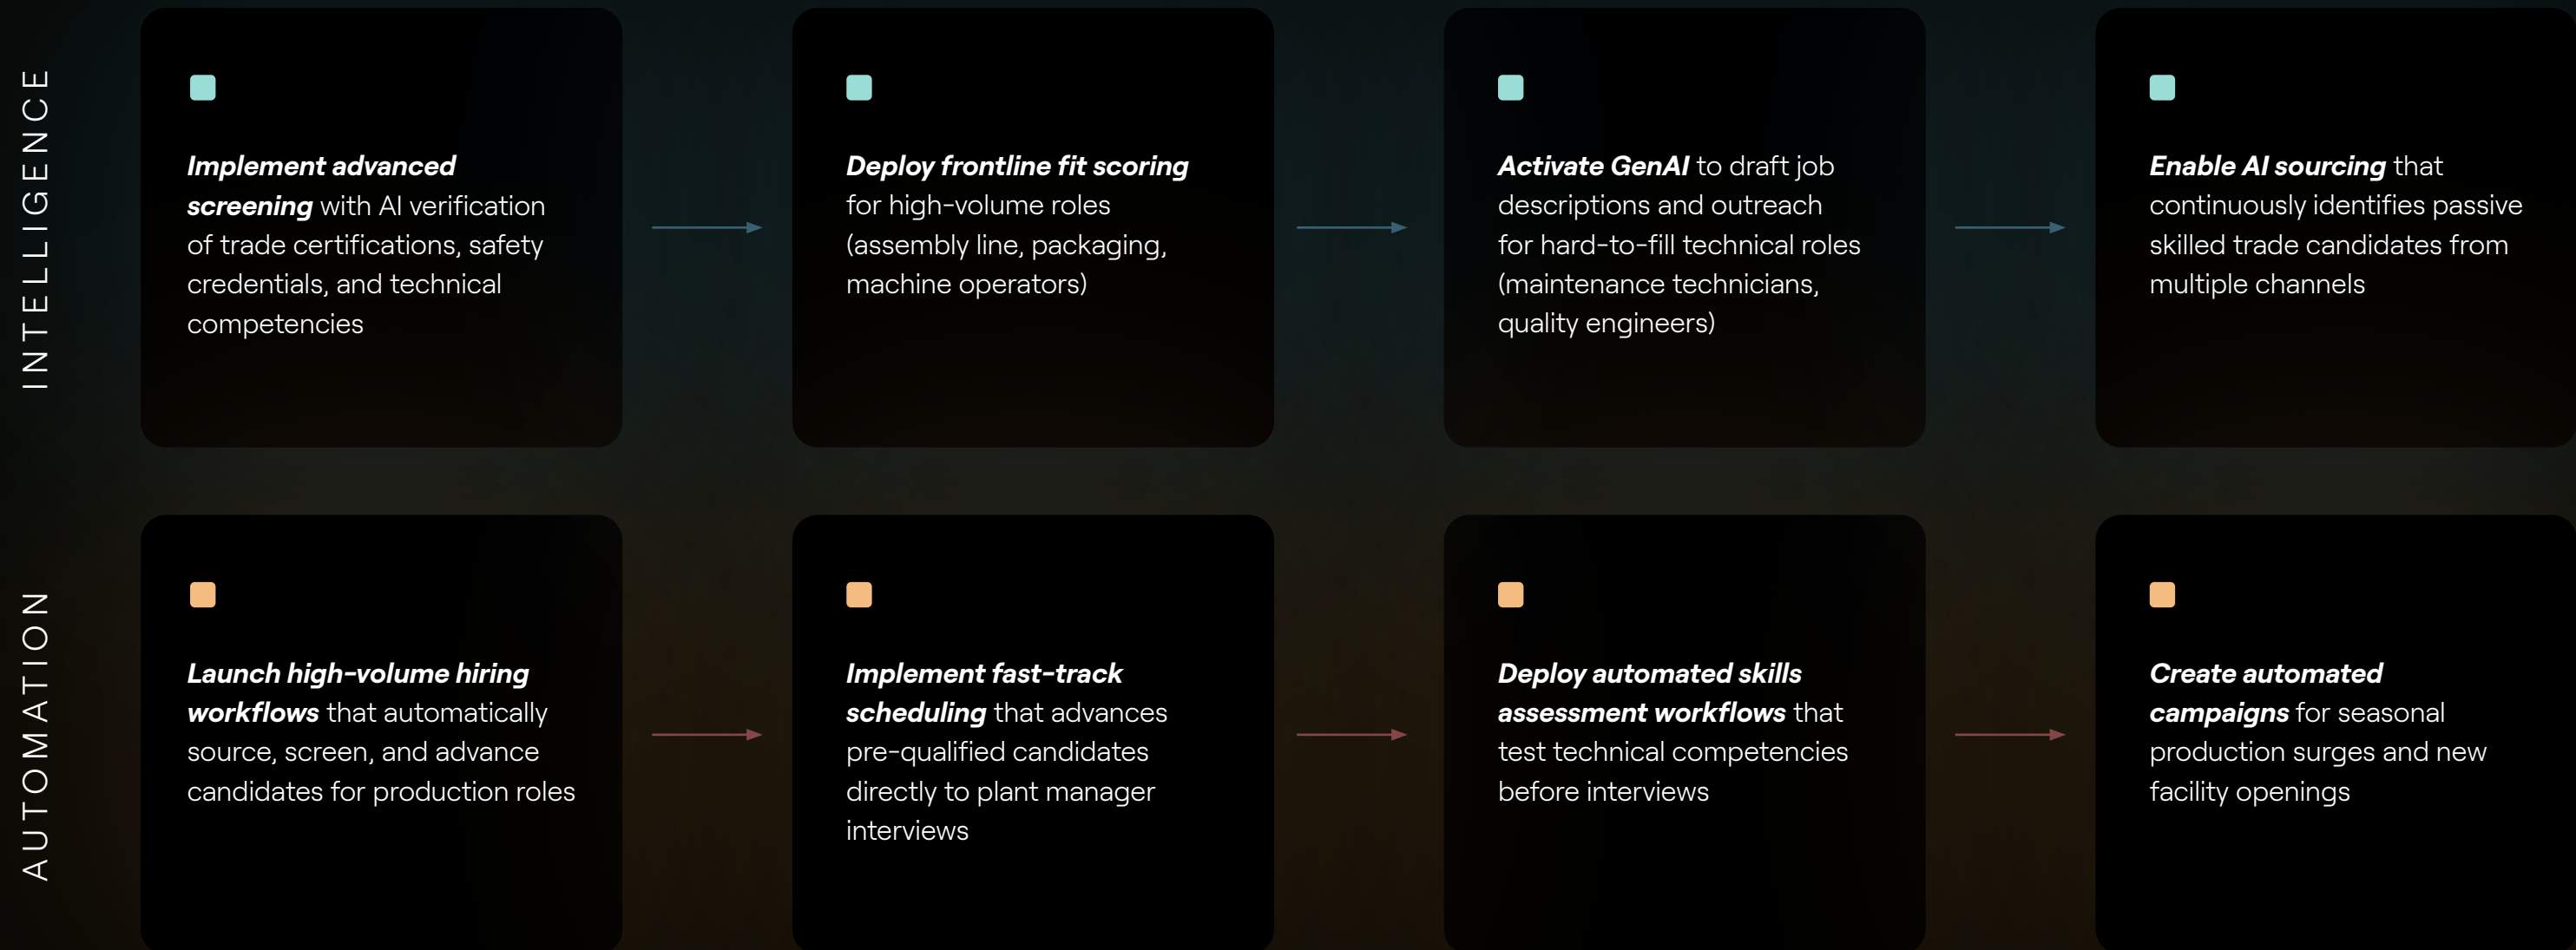 INTELLIGENCE
Implement advanced
screening with AI verification
of trade certifications, safety
credentials, and technical
competencies
Deploy frontline fit scoring
for high-volume roles
(assembly line, packaging,
machine operators)
Activate GenAI to draft job
descriptions and outreach
for hard-to-fill technical roles
(maintenance technicians,
quality engineers)
Enable AI sourcing that
continuously identifies passive
skilled trade candidates from
multiple channels
AUTOMATION
Launch high-volume hiring
workflows that automatically
source, screen, and advance
candidates for production roles
Implement fast-track
scheduling that advances
pre-qualified candidates
directly to plant manager
interviews
Deploy automated skills
assessment workflows that
test technical competencies
before interviews
Create automated
campaigns for seasonal
production surges and new
facility openings